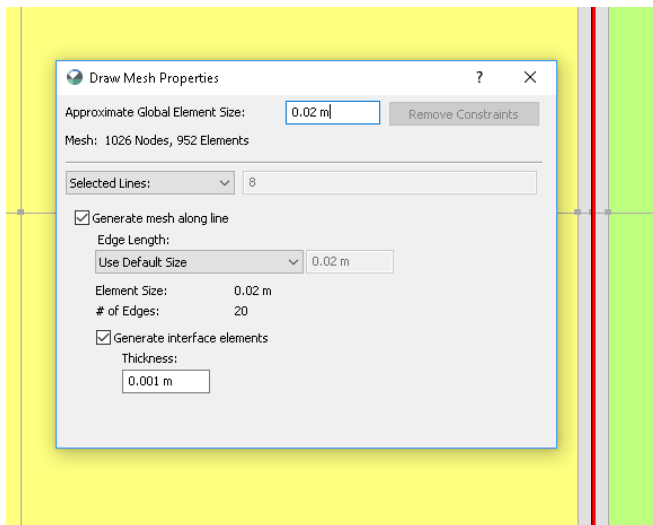 Draw Mesh Properties ?
Approximate Global Element Size: 0.02 m Remove Constraints
Mesh: 1026 Nodes, 952 Elements
Selected Lines: 8
Generate mesh along line
Edge Length:
Use Default Size 0.02 m
Element Size: 0.02 m
# of Edges: 20
Generate interface elements
Thickness:
0.001 m